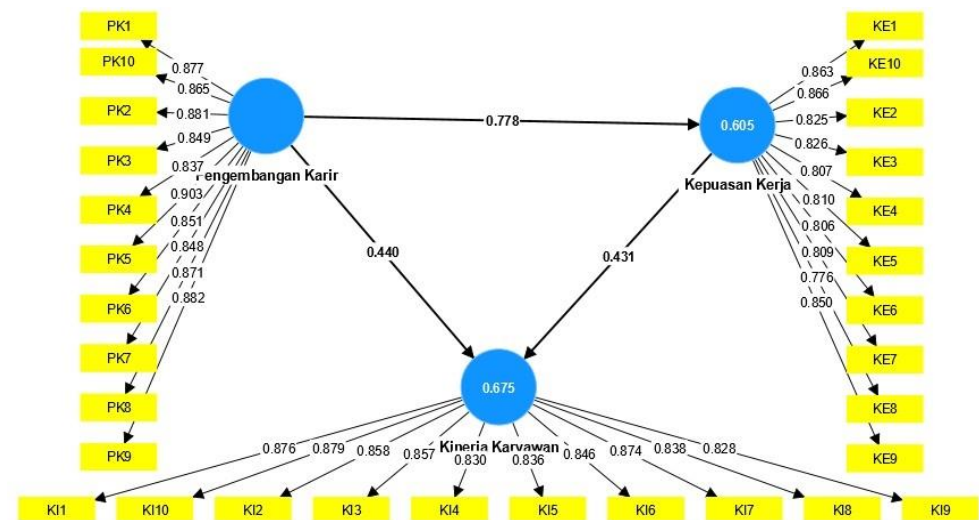 PK1
PK10
PK2
PK3
PK4
PK5
PK6
PK7
PK8
PK9
0.877
0.865
0.881
0.849
0.837
0.903
0.851
0.848
0.871
0.882
Pengembangan Karir
0.778
0.440
0.431
0.605
Kepuasan Kerja
0.863
0.866
0.825
0.826
0.807
0.810
0.806
0.809
0.776
0.850
KE1
KE10
KE2
KE3
KE4
KE5
KE6
KE7
KE8
KE9
0.675
Kinerja Karyawan
0.876
0.879
0.858
0.857
0.830
0.836
0.846
0.874
0.838
0.828
KI1
KI10
KI2
KI3
KI4
KI5
KI6
KI7
KI8
KI9